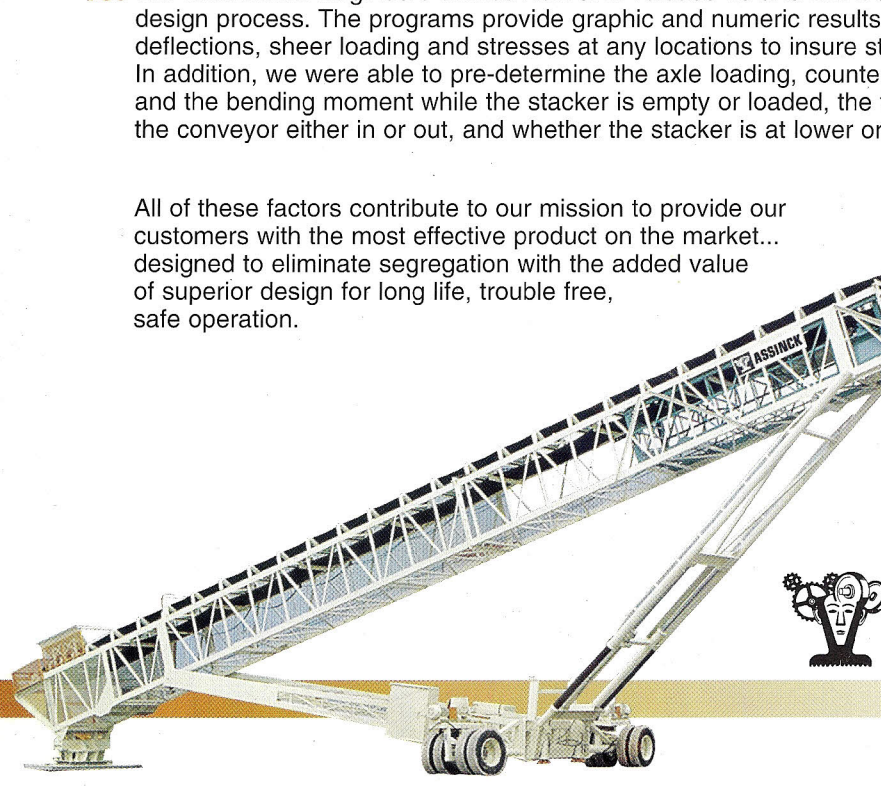 design process. The programs provide graphic and numeric results
deflections, sheer loading and stresses at any locations to insure
In addition, we were able to pre-determine the axle loading,
and the bending moment while the stacker is empty or loaded, the
the conveyor either in or out, and whether the stacker is at lower or
All of these factors contribute to our mission to provide our
customers with the most effective product on the market...
designed to eliminate segregation with the added value
of superior design for long life, trouble free,
safe operation.
ASSINCK